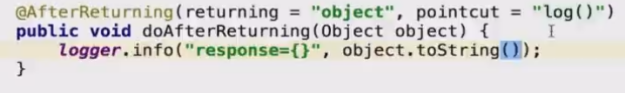 @AfterReturning(returning = "object", pointcut = "log()")
public void doAfterReturning(Object object) {
logger.info("response={}", object.toString());
}